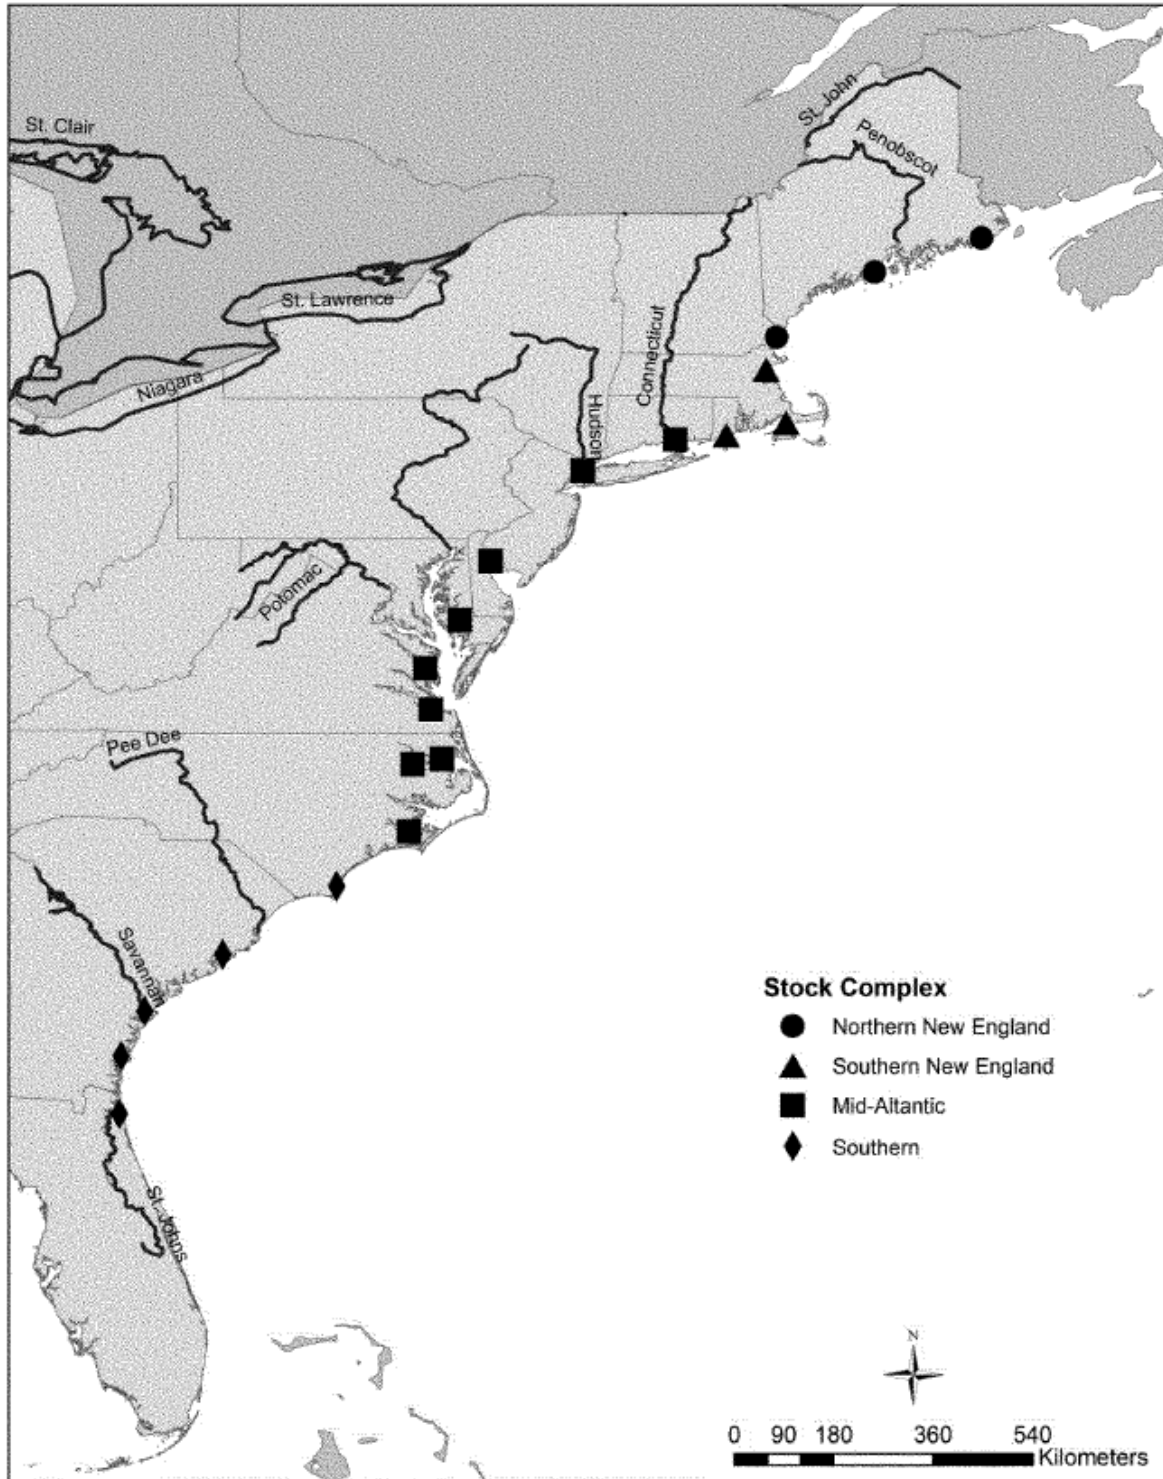 St. John
St. Clair
Penobscot
St. Lawrence
Connecticut
Niagara
Hudson
Potomac
Pee Dee
Savannah
Stock Complex
Northern New England
Southern New England
Mid-Altantic
Southern
St. Johns
N
0 90 180 360 540
Kilometers